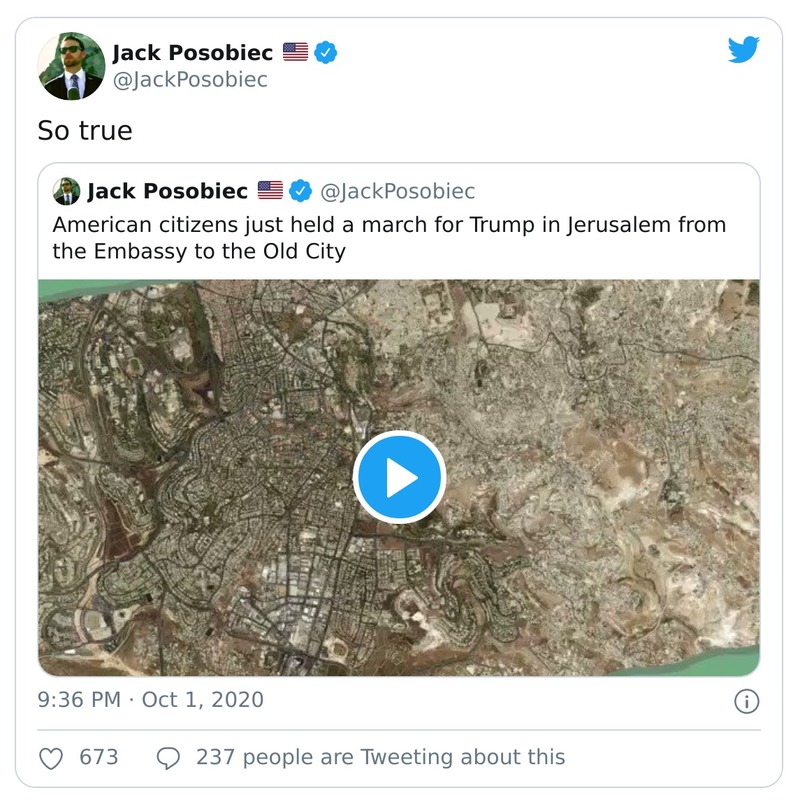 Jack Posobiec 🇺🇸
@JackPosobiec
So true
Jack Posobiec 🇺🇸 @JackPosobiec
American citizens just held a march for Trump in Jerusalem from
the Embassy to the Old City
9:36 PM · Oct 1, 2020
673 237 people are Tweeting about this